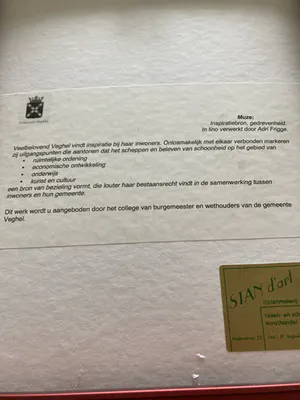 Muze:
Inspiratiebron, gedrevenheid.
In lino verwerkt door Adri Frigge.
Veelbelovend Veghel vindt inspiratie bij haar inwoners. Onlosmakelijk met elkaar verbonden markeren
zij uitgangspunten die aantonen dat het scheppen en beleven van schoonheid op het gebied van
• ruimtelijke ordening
• economische ontwikkeling
• onderwijs
• kunst en cultuur
een bron van bezieling vormt, die louter haar bestaansrecht vindt in de samenwerking tussen
inwoners en hun gemeente.
Dit werk wordt u aangeboden door het college van burgemeester en wethouders van de gemeente
Veghel.
STAN d'art